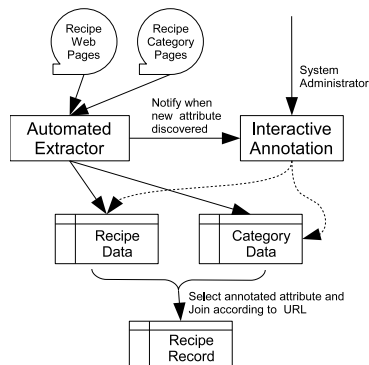 Recipe
Web
Pages
Recipe
Category
Pages
System
Administrator
Notify when
new attribute
discovered
Automated
Extractor
Interactive
Annotation
Recipe
Data
Category
Data
Select annotated attribute and
Join according to URL
Recipe
Record